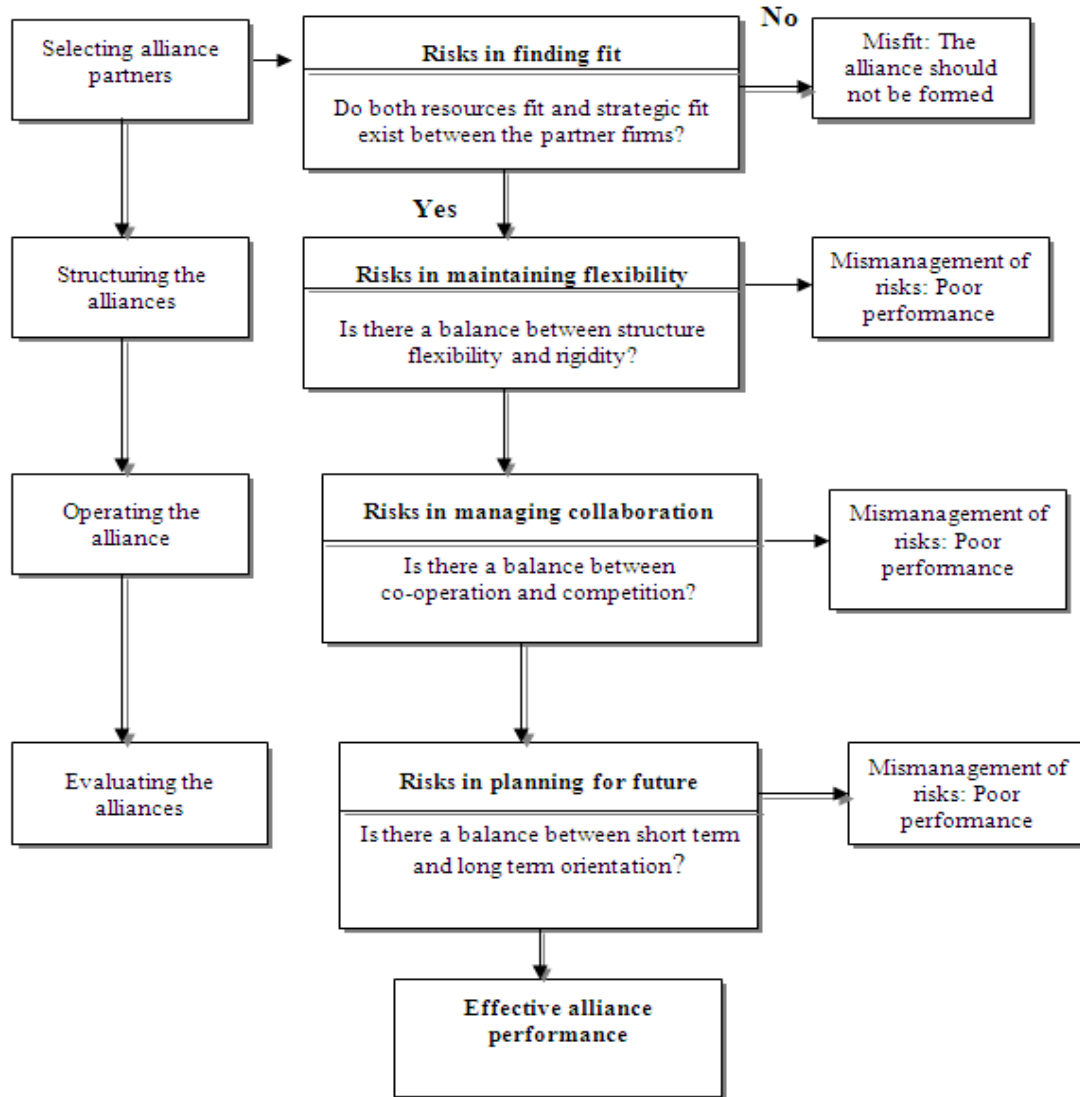 Selecting alliance
partners
Risks in finding fit
Do both resources fit and strategic fit
exist between the partner firms?
No
Misfit: The
alliance should
not be formed
Yes
Structuring the
alliances
Risks in maintaining flexibility
Is there a balance between structure
flexibility and rigidity?
Mismanagement of
risks: Poor
performance
Operating the
alliance
Risks in managing collaboration
Is there a balance between
co-operation and competition?
Mismanagement of
risks: Poor
performance
Evaluating the
alliances
Risks in planning for future
Is there a balance between short term
and long term orientation?
Mismanagement of
risks: Poor
performance
Effective alliance
performance